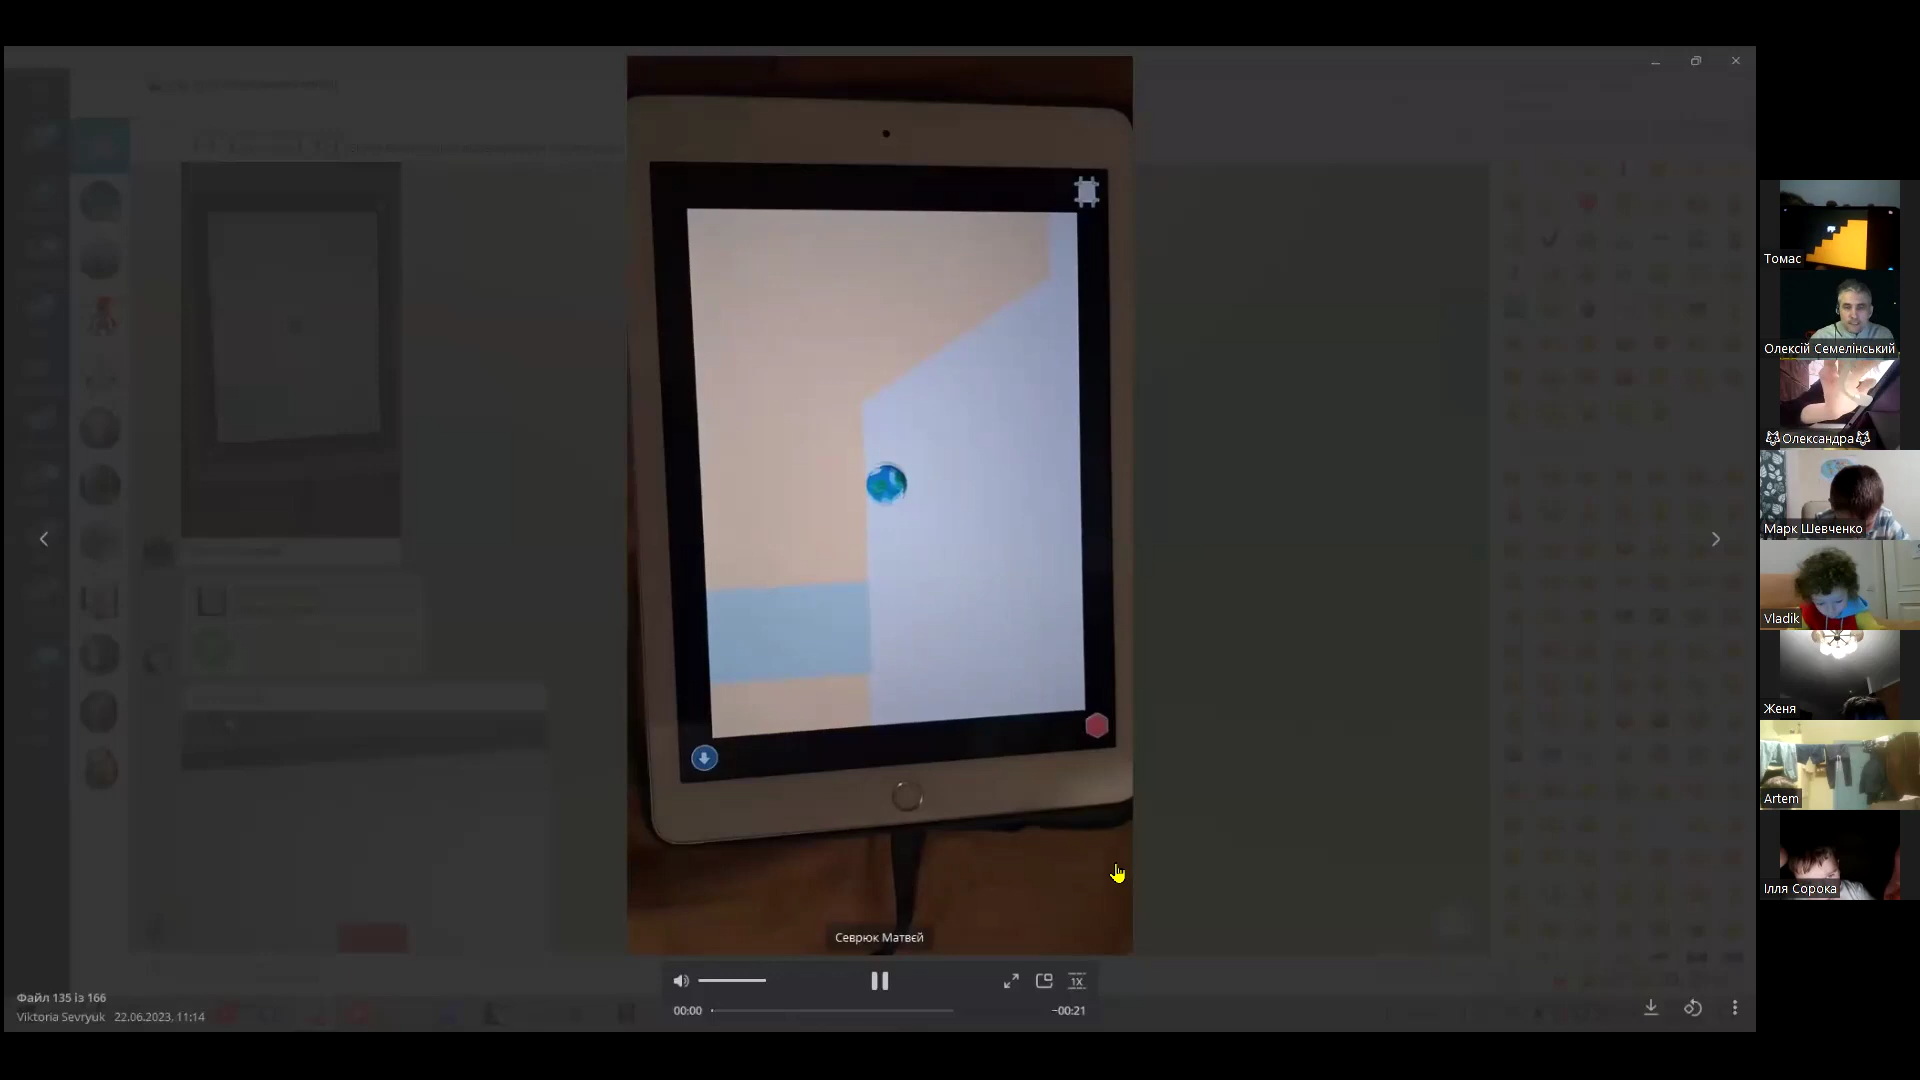 Томас
Олексій Семелінський
🐱Олександра🐱
Марк Шевченко
Vladik
Женя
Artem
Ілля Сорока
Севрюк Матвєй
1X
00:00
−00:21
Файл 135 із 166
Viktoria Sevryuk 22.06.2023, 11:14